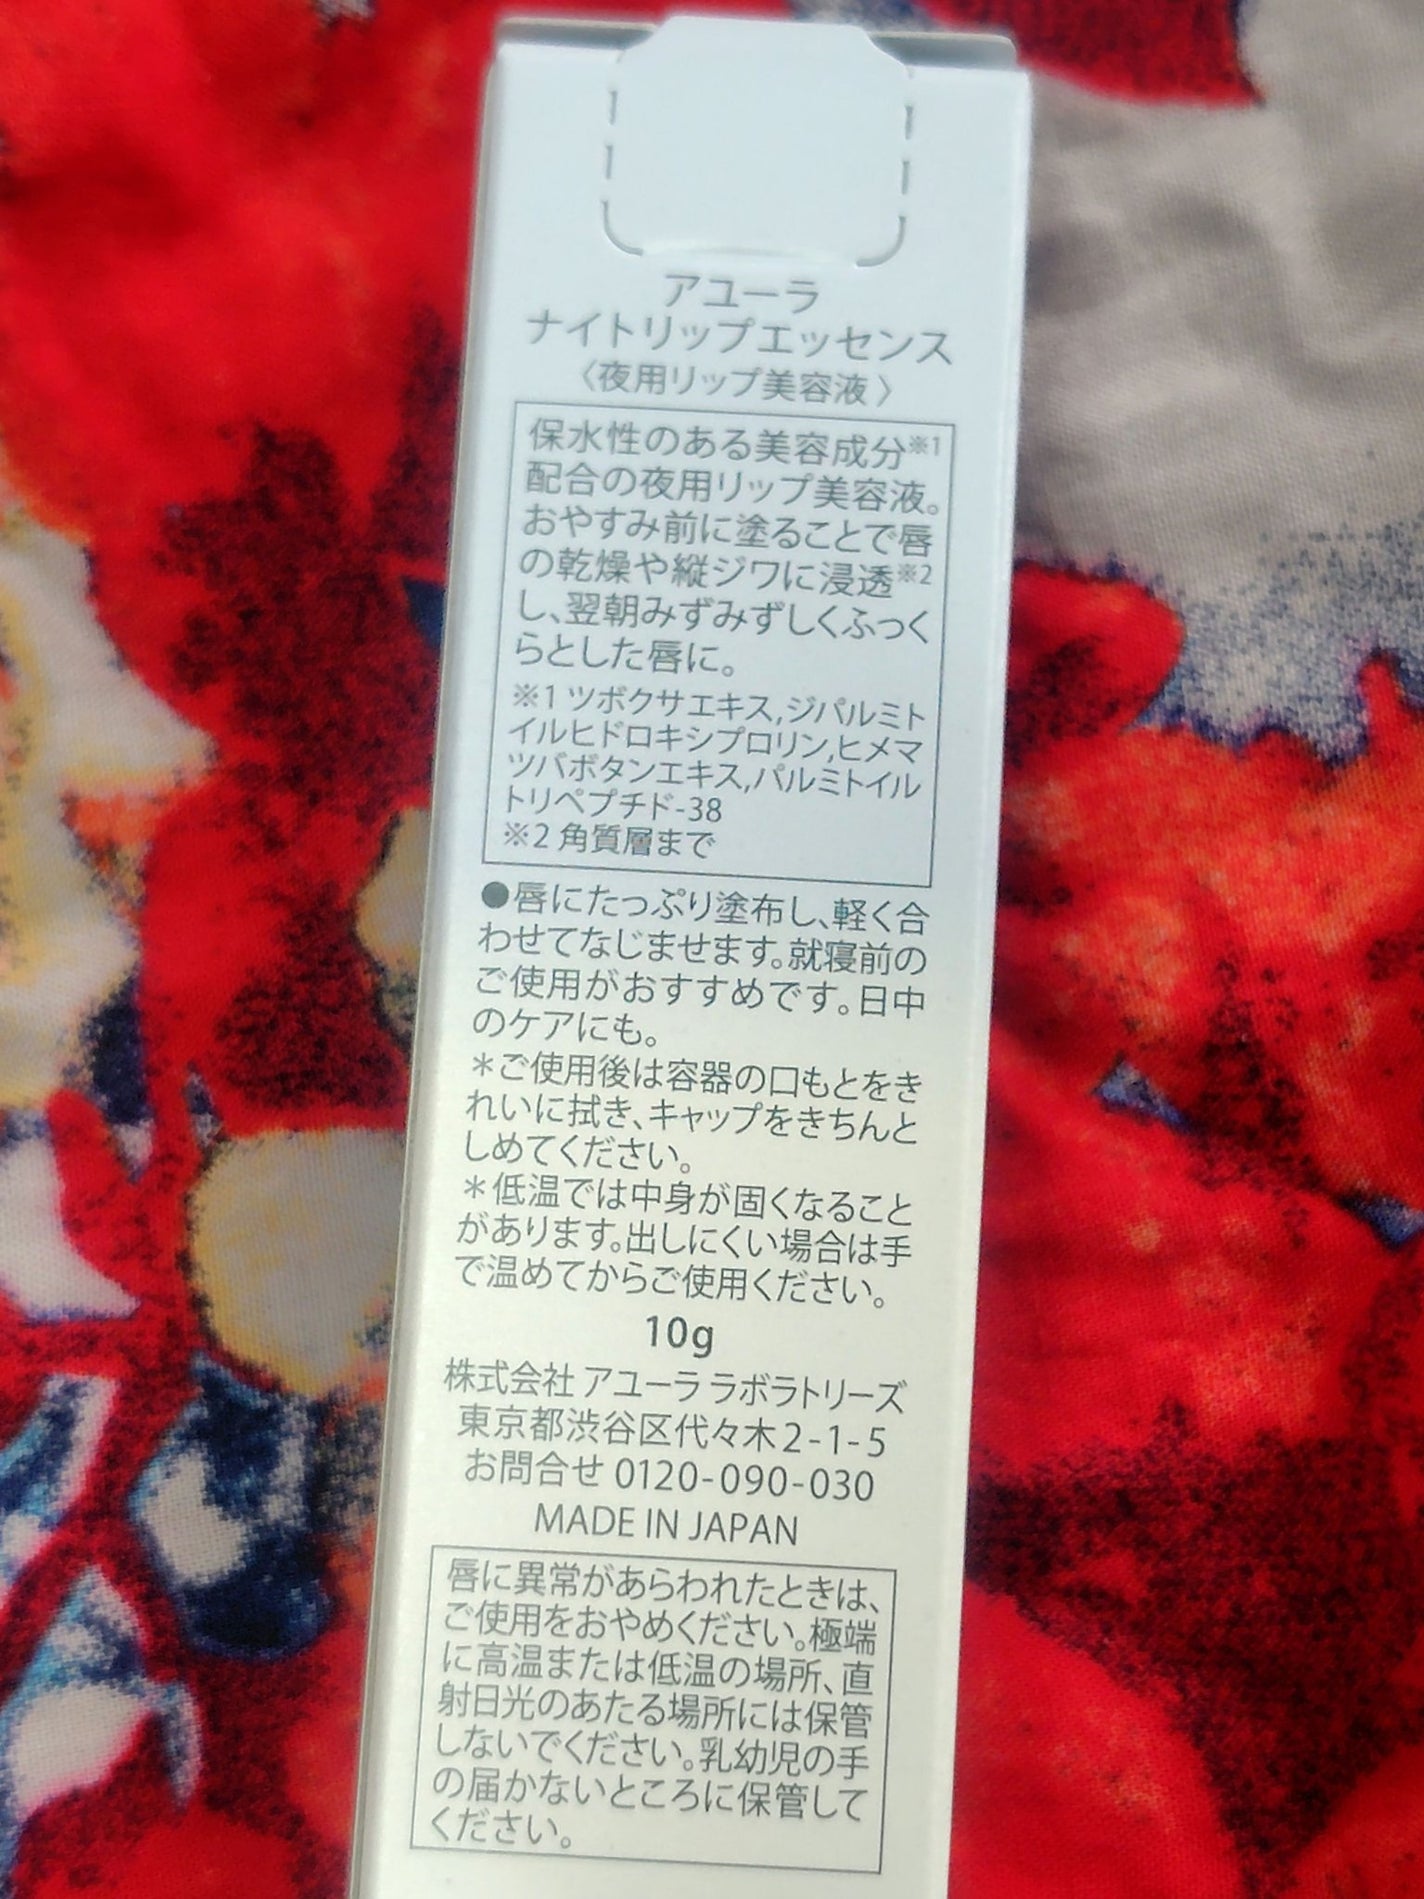 アユーラ
ナイトリップエッセンス
〈夜用リップ美容液〉
保水性のある美容成分※1
配合の夜用リップ美容液。
おやすみ前に塗ることで唇
の乾燥や縦ジワに浸透※2
し、翌朝みずみずしくふっく
らとした唇に。
※1 ツボクサエキス,ジパルミト
イルヒドロキシプロリン,ヒメマ
ツバボタンエキス,パルミトイル
トリペプチド-38
※2 角質層まで
●唇にたっぷり塗布し、軽く合
わせてなじませます。就寝前の
ご使用がおすすめです。日中
のケアにも。
＊ご使用後は容器の口もとをき
れいに拭き、キャップをきちんと
しめてください。
＊低温では中身が固くなること
があります。出しにくい場合は手
で温めてからご使用ください。
10g
株式会社 アユーラ ラボラトリーズ
東京都渋谷区代々木2-1-5
お問合せ 0120-090-030
MADE IN JAPAN
唇に異常があらわれたときは、
ご使用をおやめください。極端
に高温または低温の場所、直
射日光のあたる場所には保管
しないでください。乳幼児の手
の届かないところに保管して
ください。